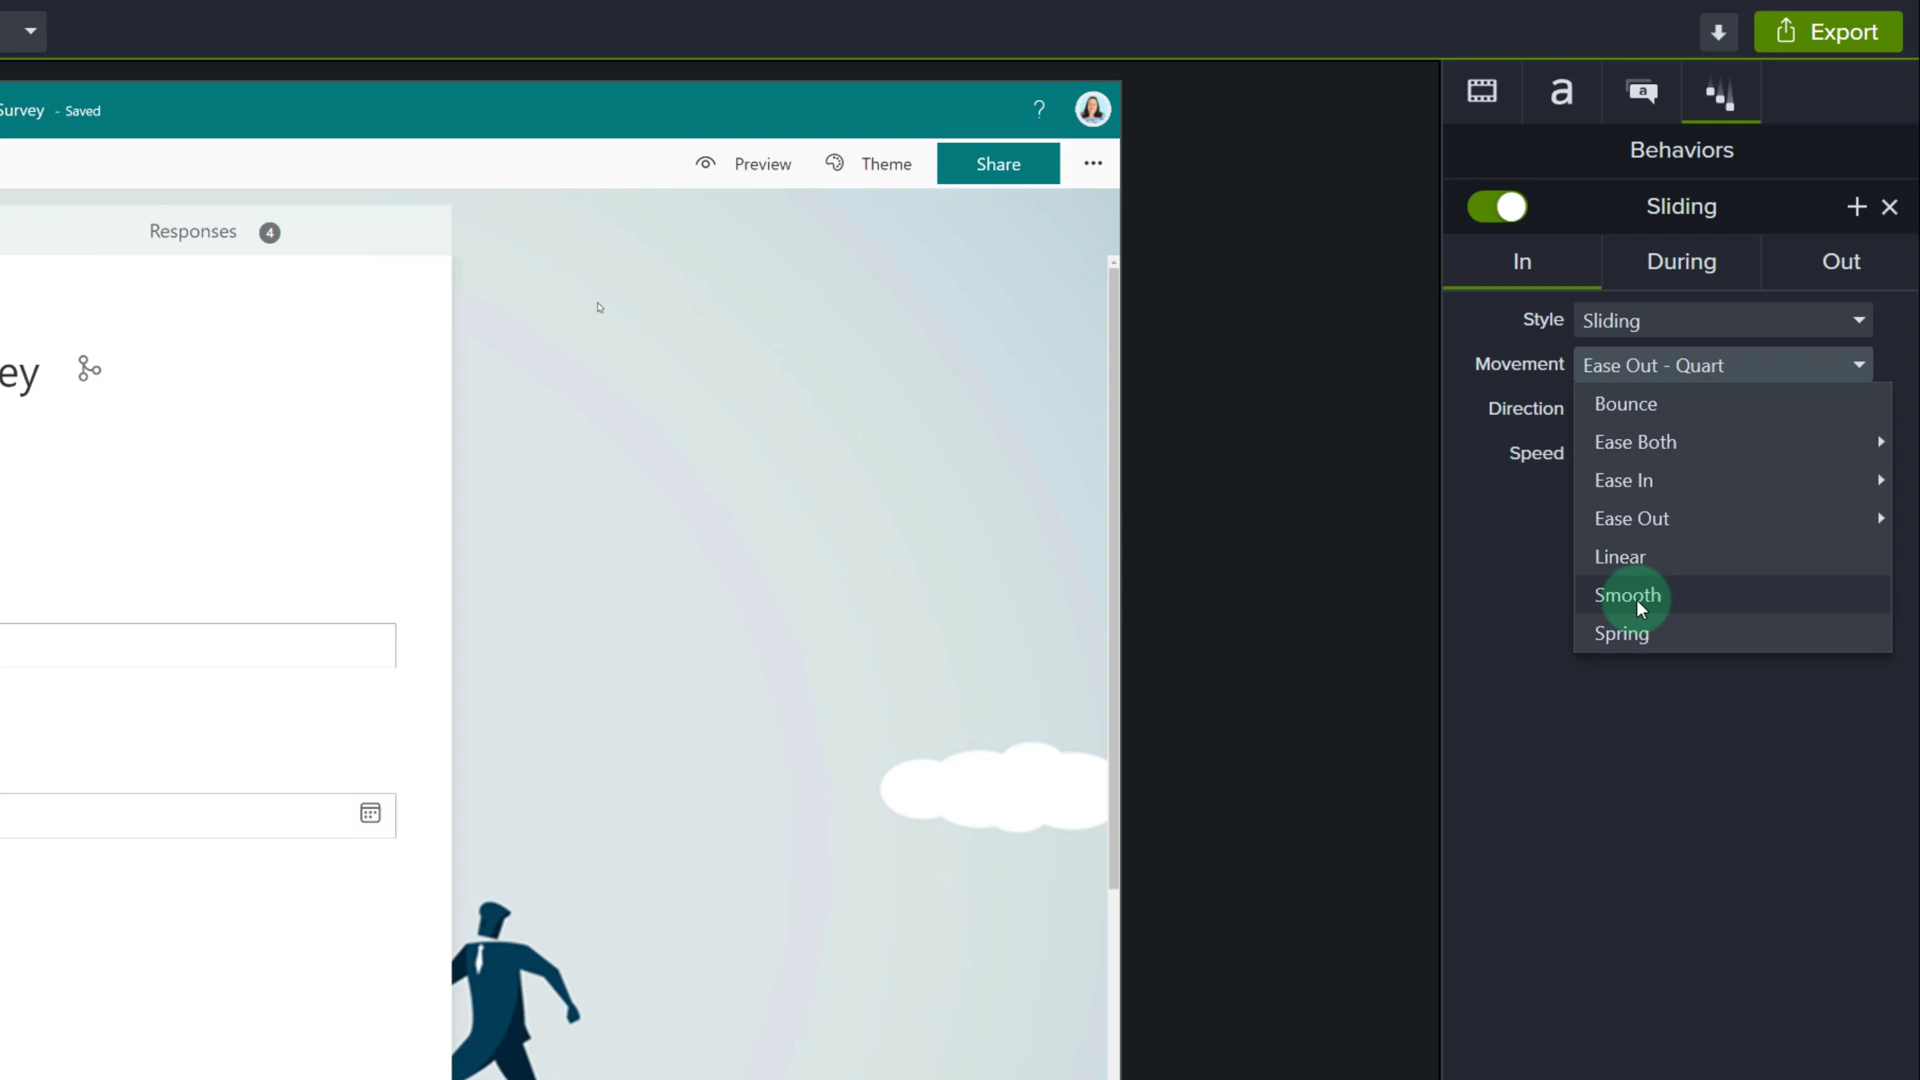 Export
Survey - Saved
?
a
a
Behaviors
Preview
Theme
Share
Sliding
Responses 4
In
During
Out
Style
Sliding
Movement
Ease Out - Quart
ey
Direction
Bounce
Ease Both
Speed
Ease In
Ease Out
Linear
Smooth
Spring